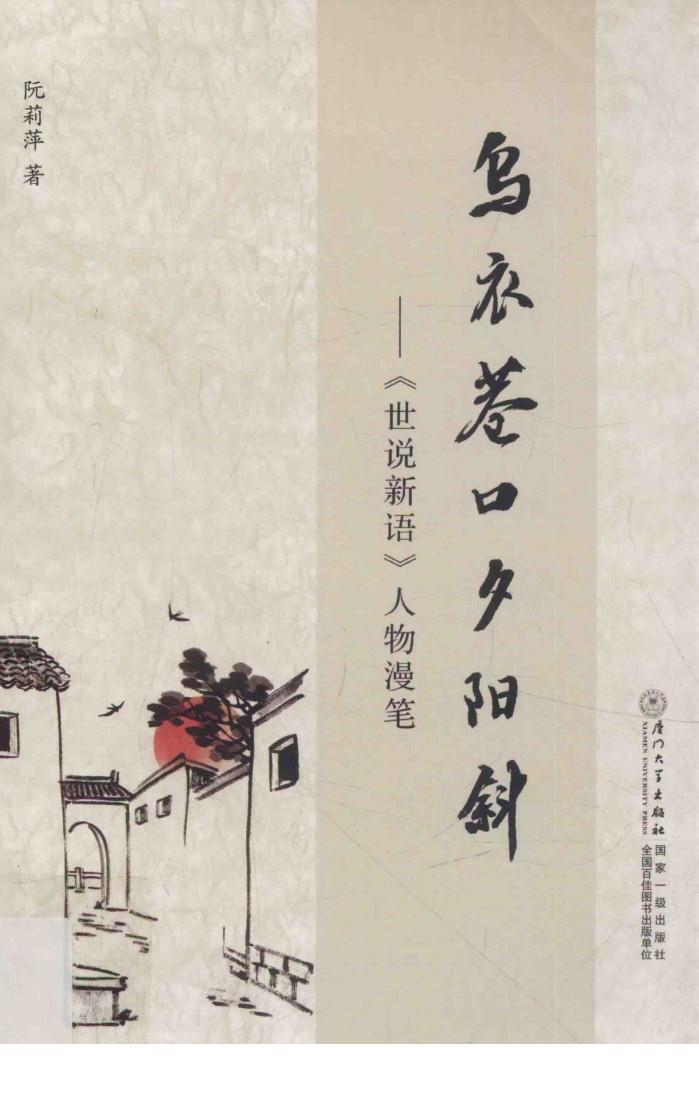 乌衣巷口夕阳斜
——《世说新语》人物漫笔
阮莉萍 著
厦门大学出版社
XIAMEN UNIVERSITY PRESS
国家一级出版社
全国百佳图书出版单位